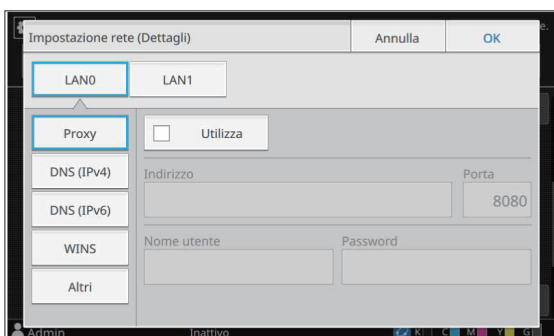 Impostazione rete (Dettagli) Annulla OK
e.
LAN0 LAN1
Proxy Utilizza
DNS (IPv4) Indirizzo Porta
8080
DNS (IPv6)
WINS Nome utente Password
Altri
Admin Inattivo K C M Y G